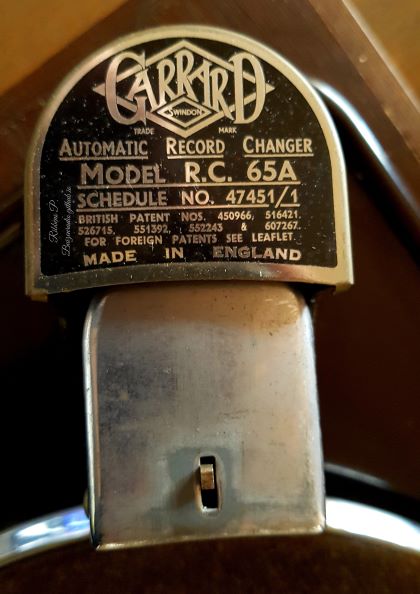 GARRARD
SWINDON
TRADE MARK
AUTOMATIC RECORD CHANGER
MODEL R.C. 65A
SCHEDULE NO. 47451/1
BRITISH PATENT NOS. 450966, 516421,
526715, 551392, 552243 & 607267.
FOR FOREIGN PATENTS SEE LEAFLET
MADE IN ENGLAND